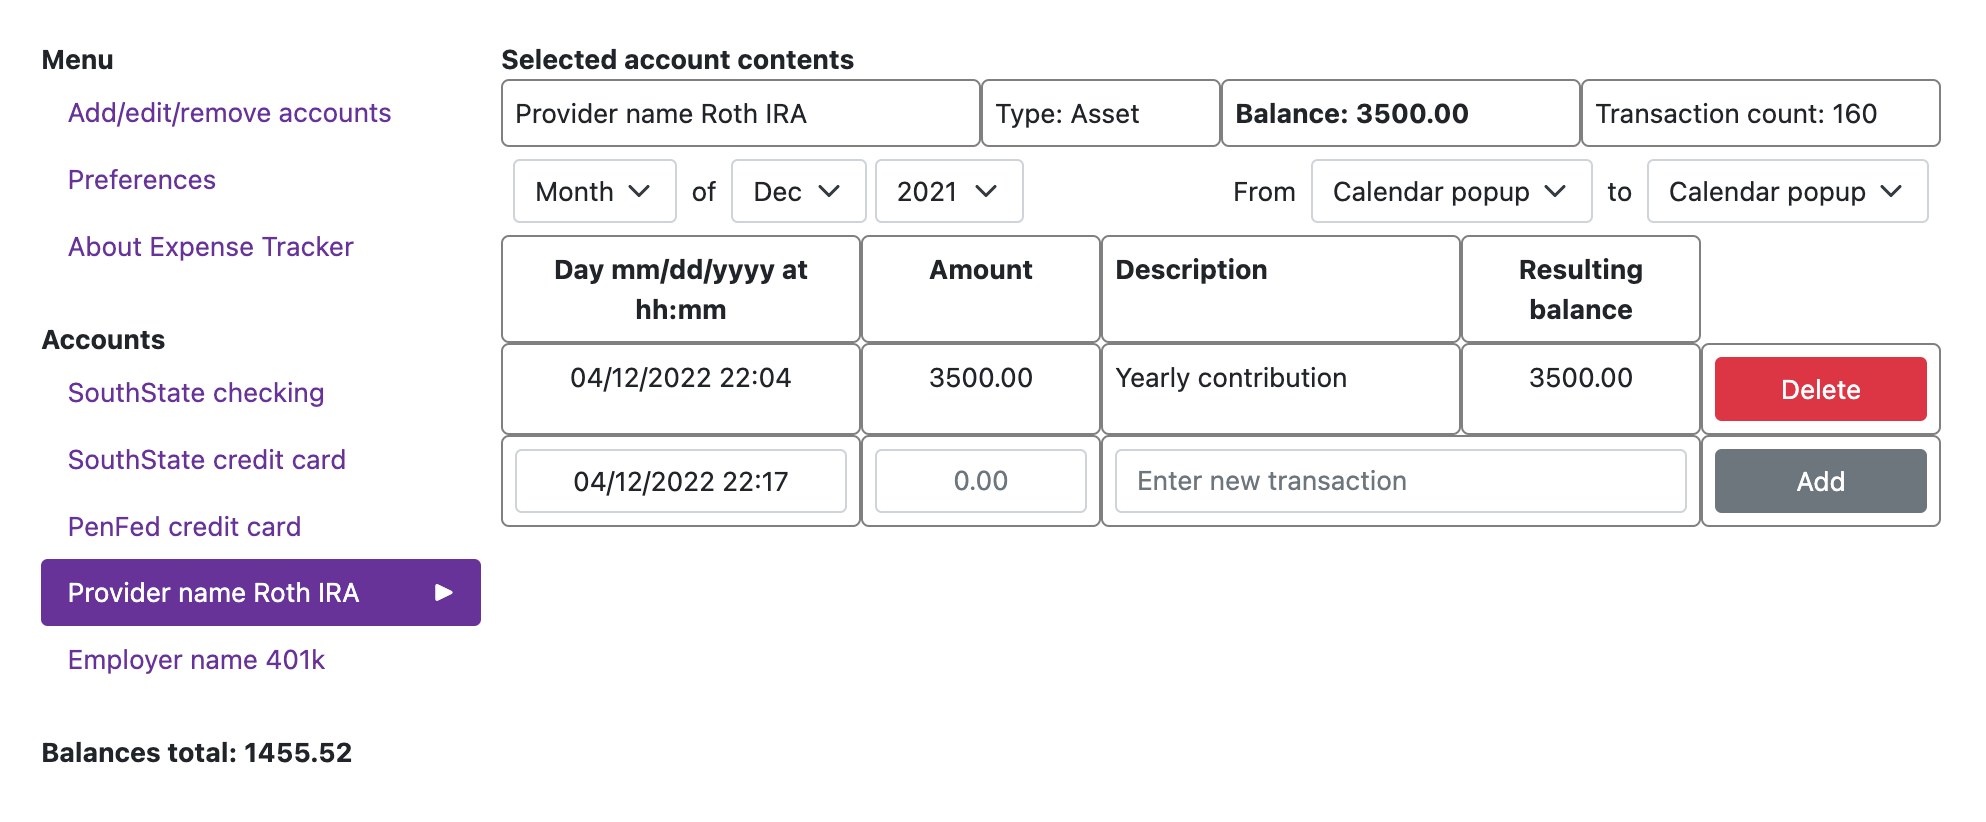 Menu
Add/edit/remove accounts
Preferences
About Expense Tracker
Accounts
SouthState checking
SouthState credit card
PenFed credit card
Provider name Roth IRA
Employer name 401k
Balances total: 1455.52
Selected account contents
Provider name Roth IRA Type: Asset Balance: 3500.00 Transaction count: 160
Month of Dec 2021 From Calendar popup to Calendar popup
Day mm/dd/yyyy at Amount Description Resulting
hh:mm balance
04/12/2022 22:04 3500.00 Yearly contribution 3500.00 Delete
04/12/2022 22:17 0.00 Enter new transaction Add